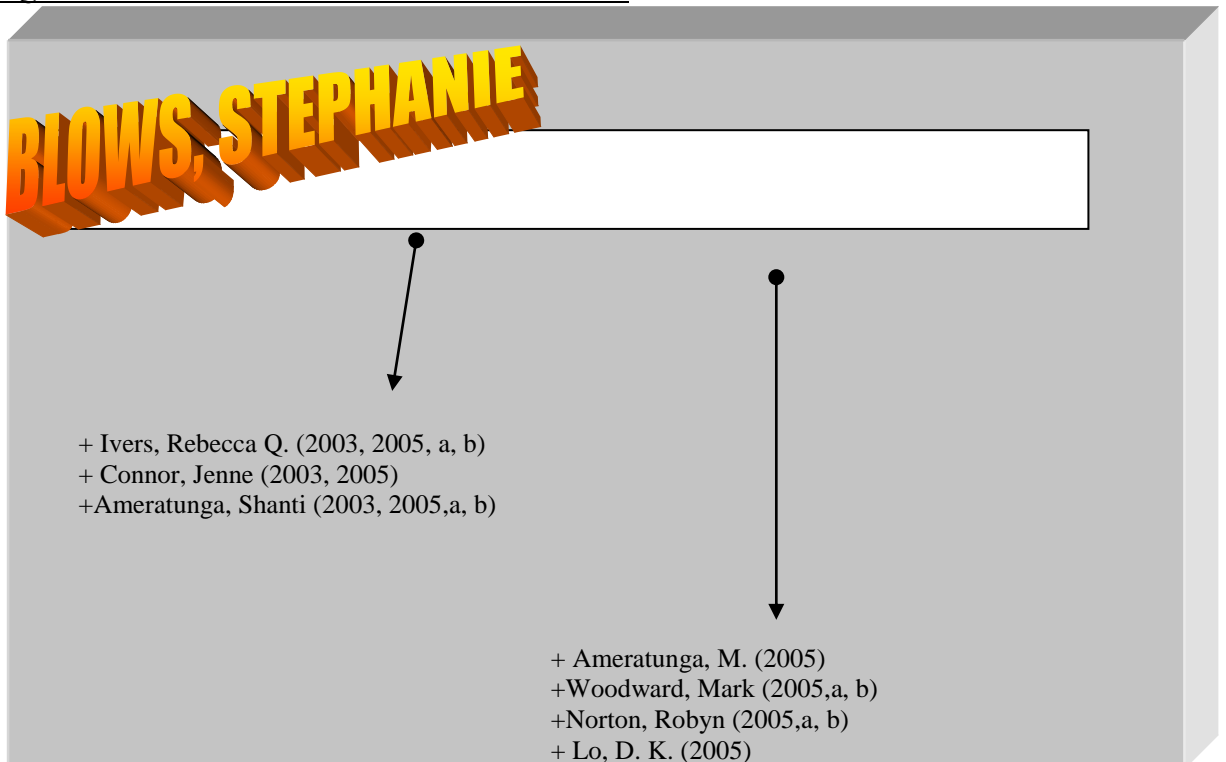 BLOWS, STEPHANIE
+ Ivers, Rebecca Q. (2003, 2005, a, b)
+ Connor, Jenne (2003, 2005)
+Ameratunga, Shanti (2003, 2005,a, b)
+ Ameratunga, M. (2005)
+Woodward, Mark (2005,a, b)
+Norton, Robyn (2005,a, b)
+ Lo, D. K. (2005)